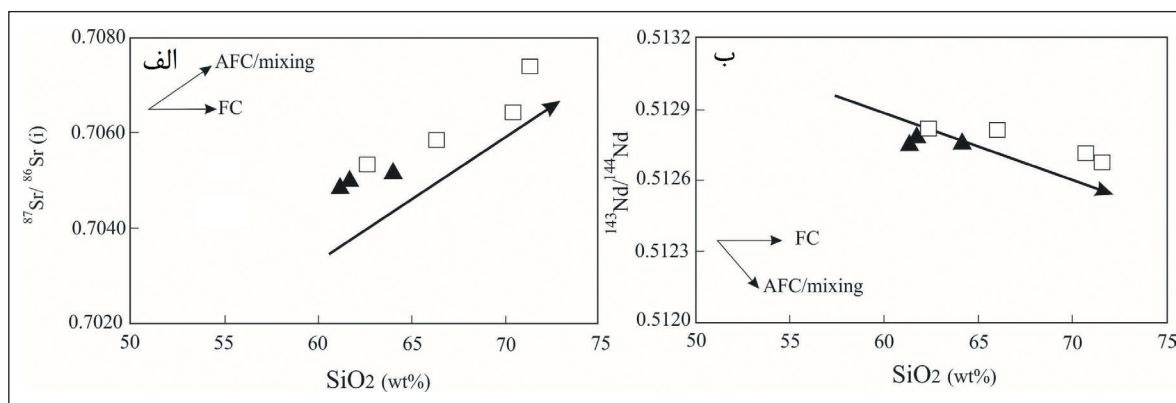 الف
AFC/mixing
FC
⁸⁷Sr/ ⁸⁶Sr (i)
0.7080
0.7060
0.7040
0.7020
50 55 60 65 70 75
SiO₂ (wt%)
ب
FC
AFC/mixing
¹⁴³Nd/¹⁴⁴Nd
0.5132
0.5129
0.5126
0.5123
0.5120
50 55 60 65 70 75
SiO₂ (wt%)